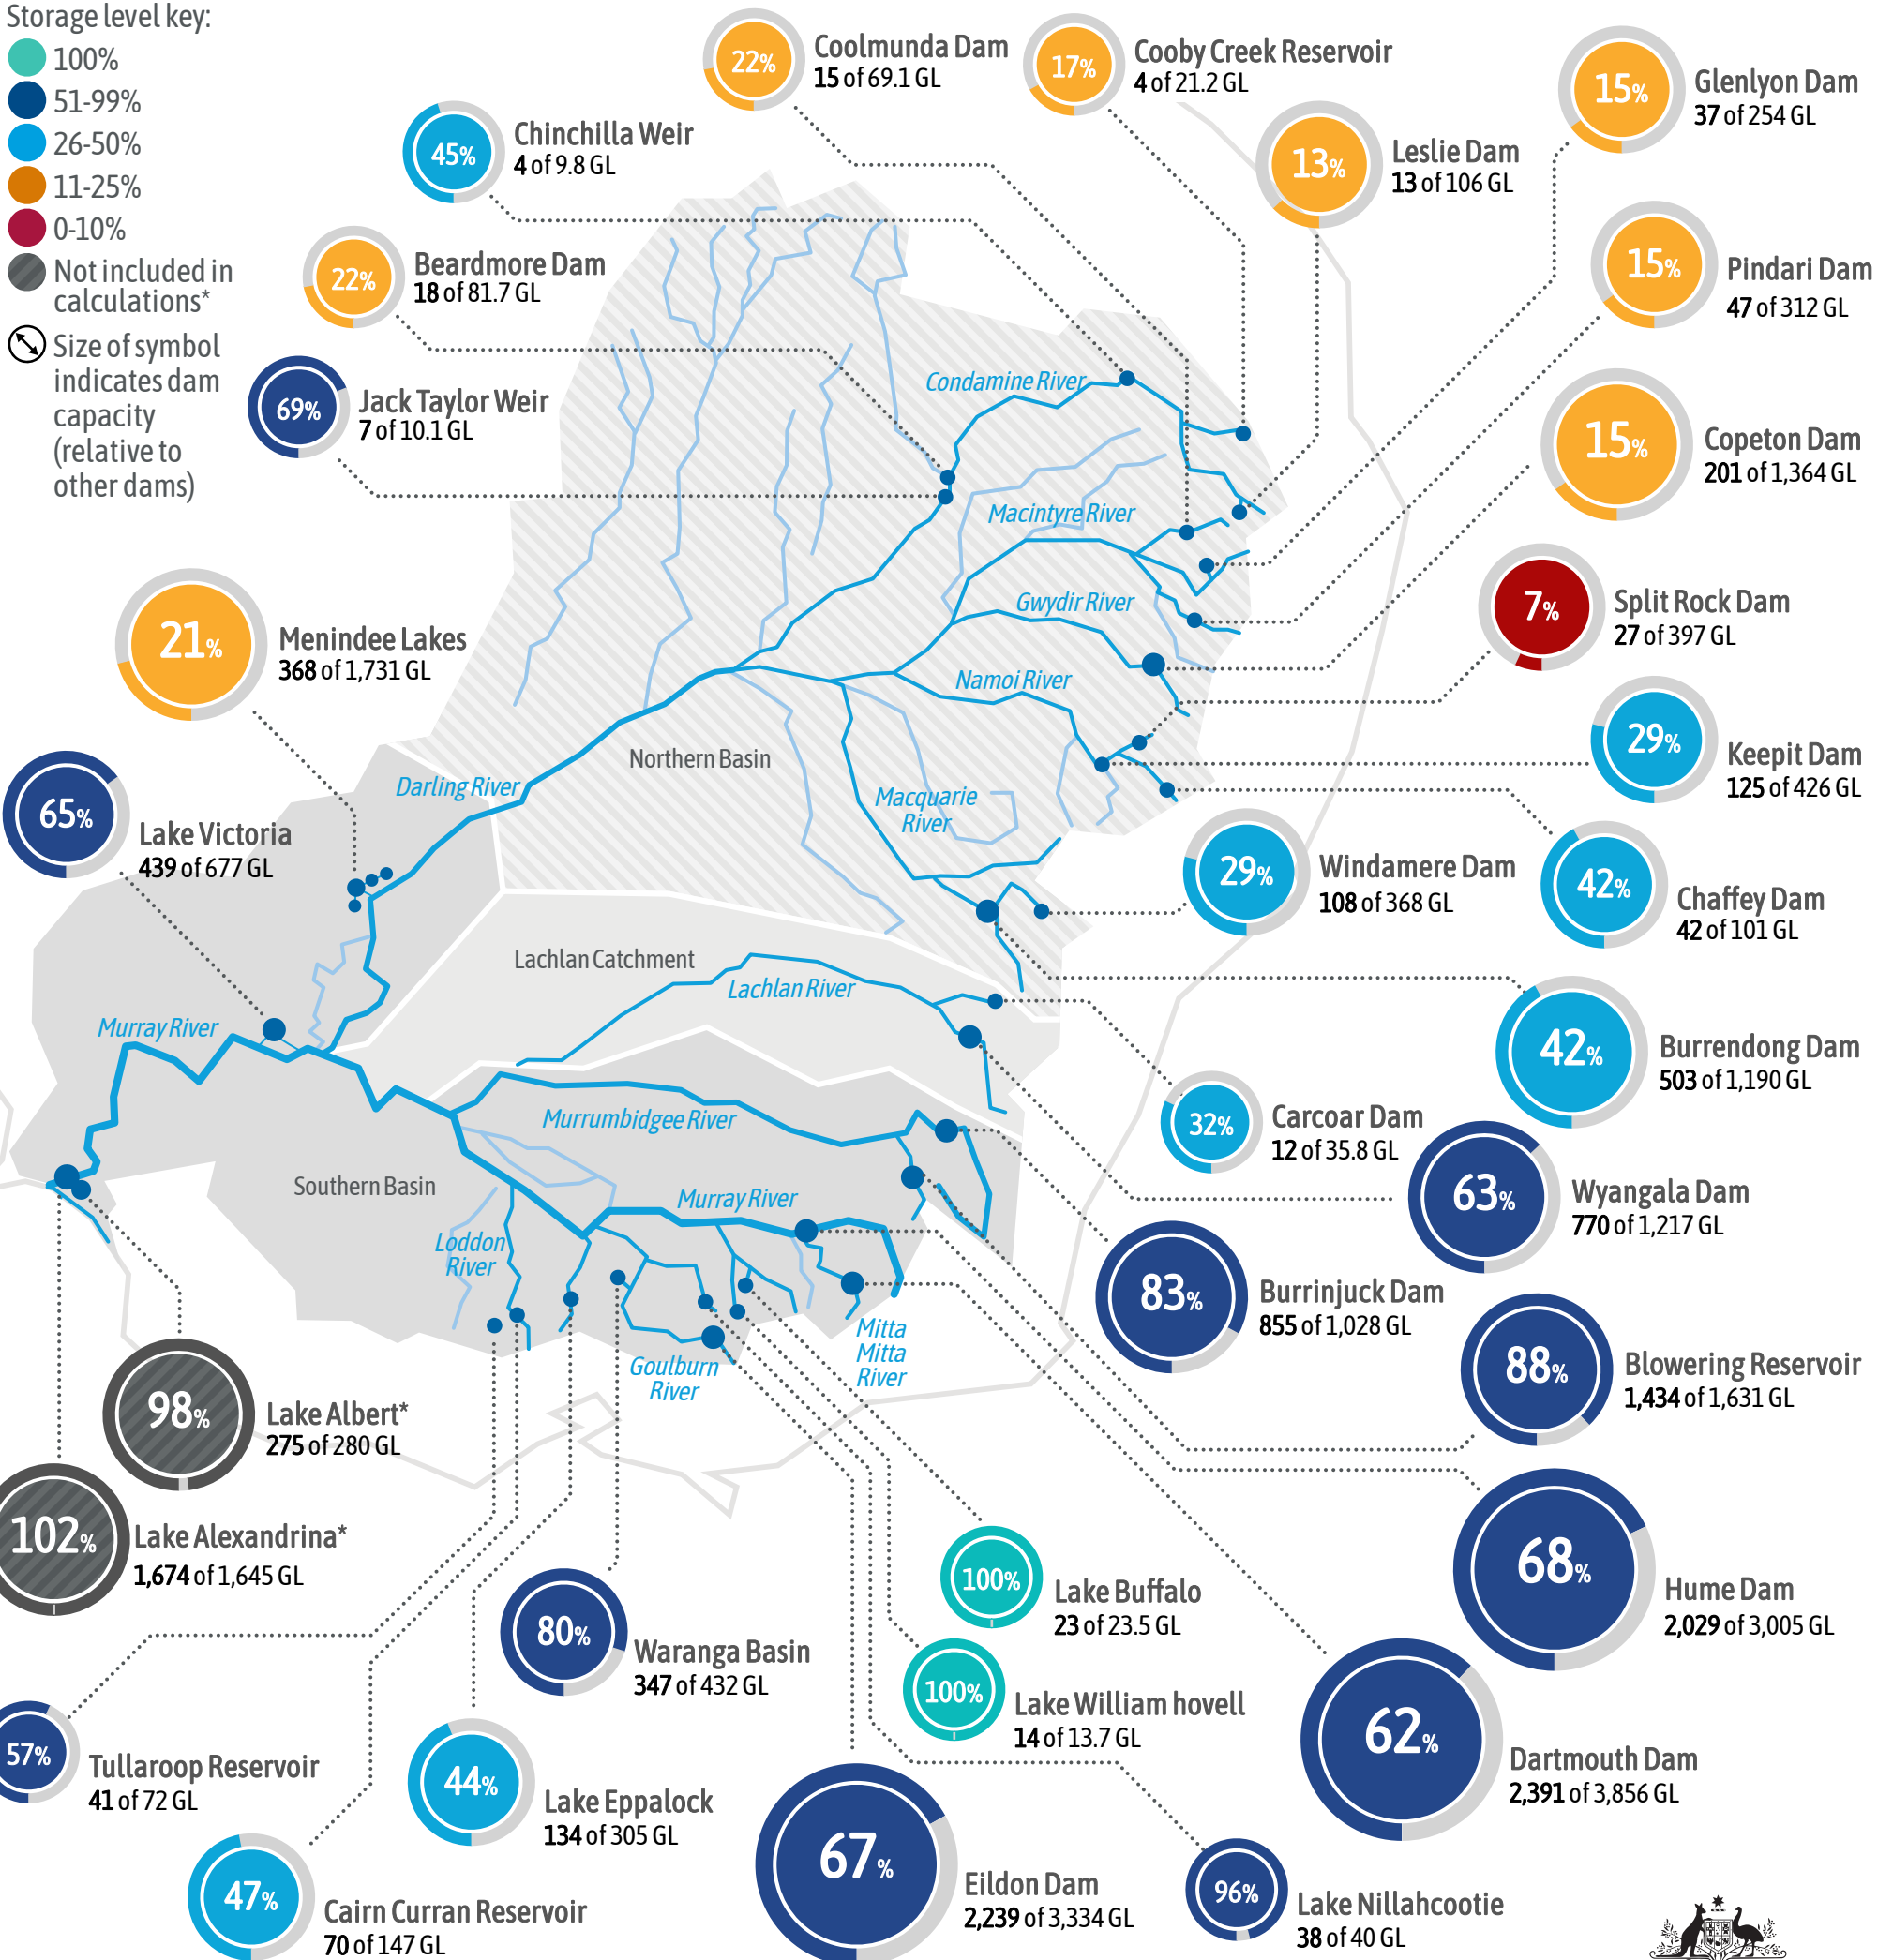 Storage level key:
100%
51-99%
26-50%
11-25%
0-10%
Not included in
calculations*
Size of symbol
indicates dam
capacity
(relative to
other dams)
22%
Coolmunda Dam
15 of 69.1 GL
17%
Cooby Creek Reservoir
4 of 21.2 GL
15%
Glenlyon Dam
37 of 254 GL
45%
Chinchilla Weir
4 of 9.8 GL
13%
Leslie Dam
13 of 106 GL
22%
Beardmore Dam
18 of 81.7 GL
15%
Pindari Dam
47 of 312 GL
69%
Jack Taylor Weir
7 of 10.1 GL
Condamine River
15%
Copeton Dam
201 of 1,364 GL
Macintyre River
Gwydir River
7%
Split Rock Dam
27 of 397 GL
21%
Menindee Lakes
368 of 1,731 GL
Namoi River
Northern Basin
29%
Keepit Dam
125 of 426 GL
Darling River
Macquarie
River
65%
Lake Victoria
439 of 677 GL
29%
Windamere Dam
108 of 368 GL
42%
Chaffey Dam
42 of 101 GL
Lachlan Catchment
Lachlan River
Murray River
42%
Burrendong Dam
503 of 1,190 GL
Murrumbidgee River
32%
Carcoar Dam
12 of 35.8 GL
Southern Basin
Murray River
63%
Wyangala Dam
770 of 1,217 GL
Loddon
River
83%
Burrinjuck Dam
855 of 1,028 GL
Mitta
Mitta
River
Goulburn
River
88%
Blowering Reservoir
1,434 of 1,631 GL
98%
Lake Albert*
275 of 280 GL
102%
Lake Alexandrina*
1,674 of 1,645 GL
100%
Lake Buffalo
23 of 23.5 GL
68%
Hume Dam
2,029 of 3,005 GL
80%
Waranga Basin
347 of 432 GL
100%
Lake William hovell
14 of 13.7 GL
62%
Dartmouth Dam
2,391 of 3,856 GL
57%
Tullaroop Reservoir
41 of 72 GL
44%
Lake Eppalock
134 of 305 GL
67%
Eildon Dam
2,239 of 3,334 GL
96%
Lake Nillahcootie
38 of 40 GL
47%
Cairn Curran Reservoir
70 of 147 GL